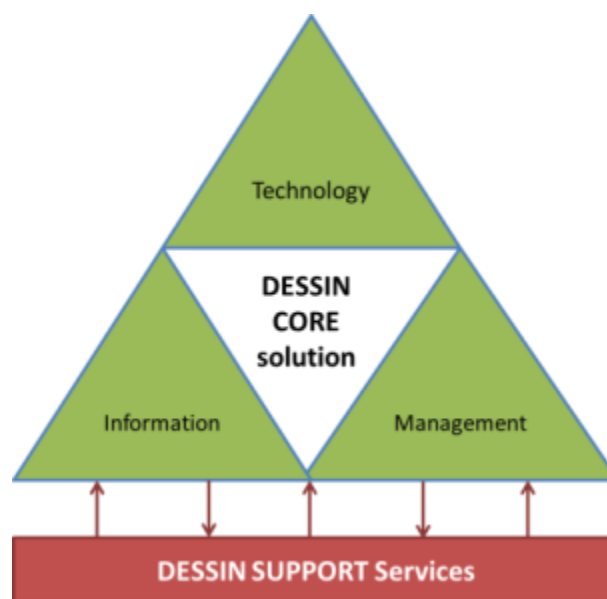 Technology
DESSIN
CORE
solution
Information
Management
DESSIN SUPPORT Services